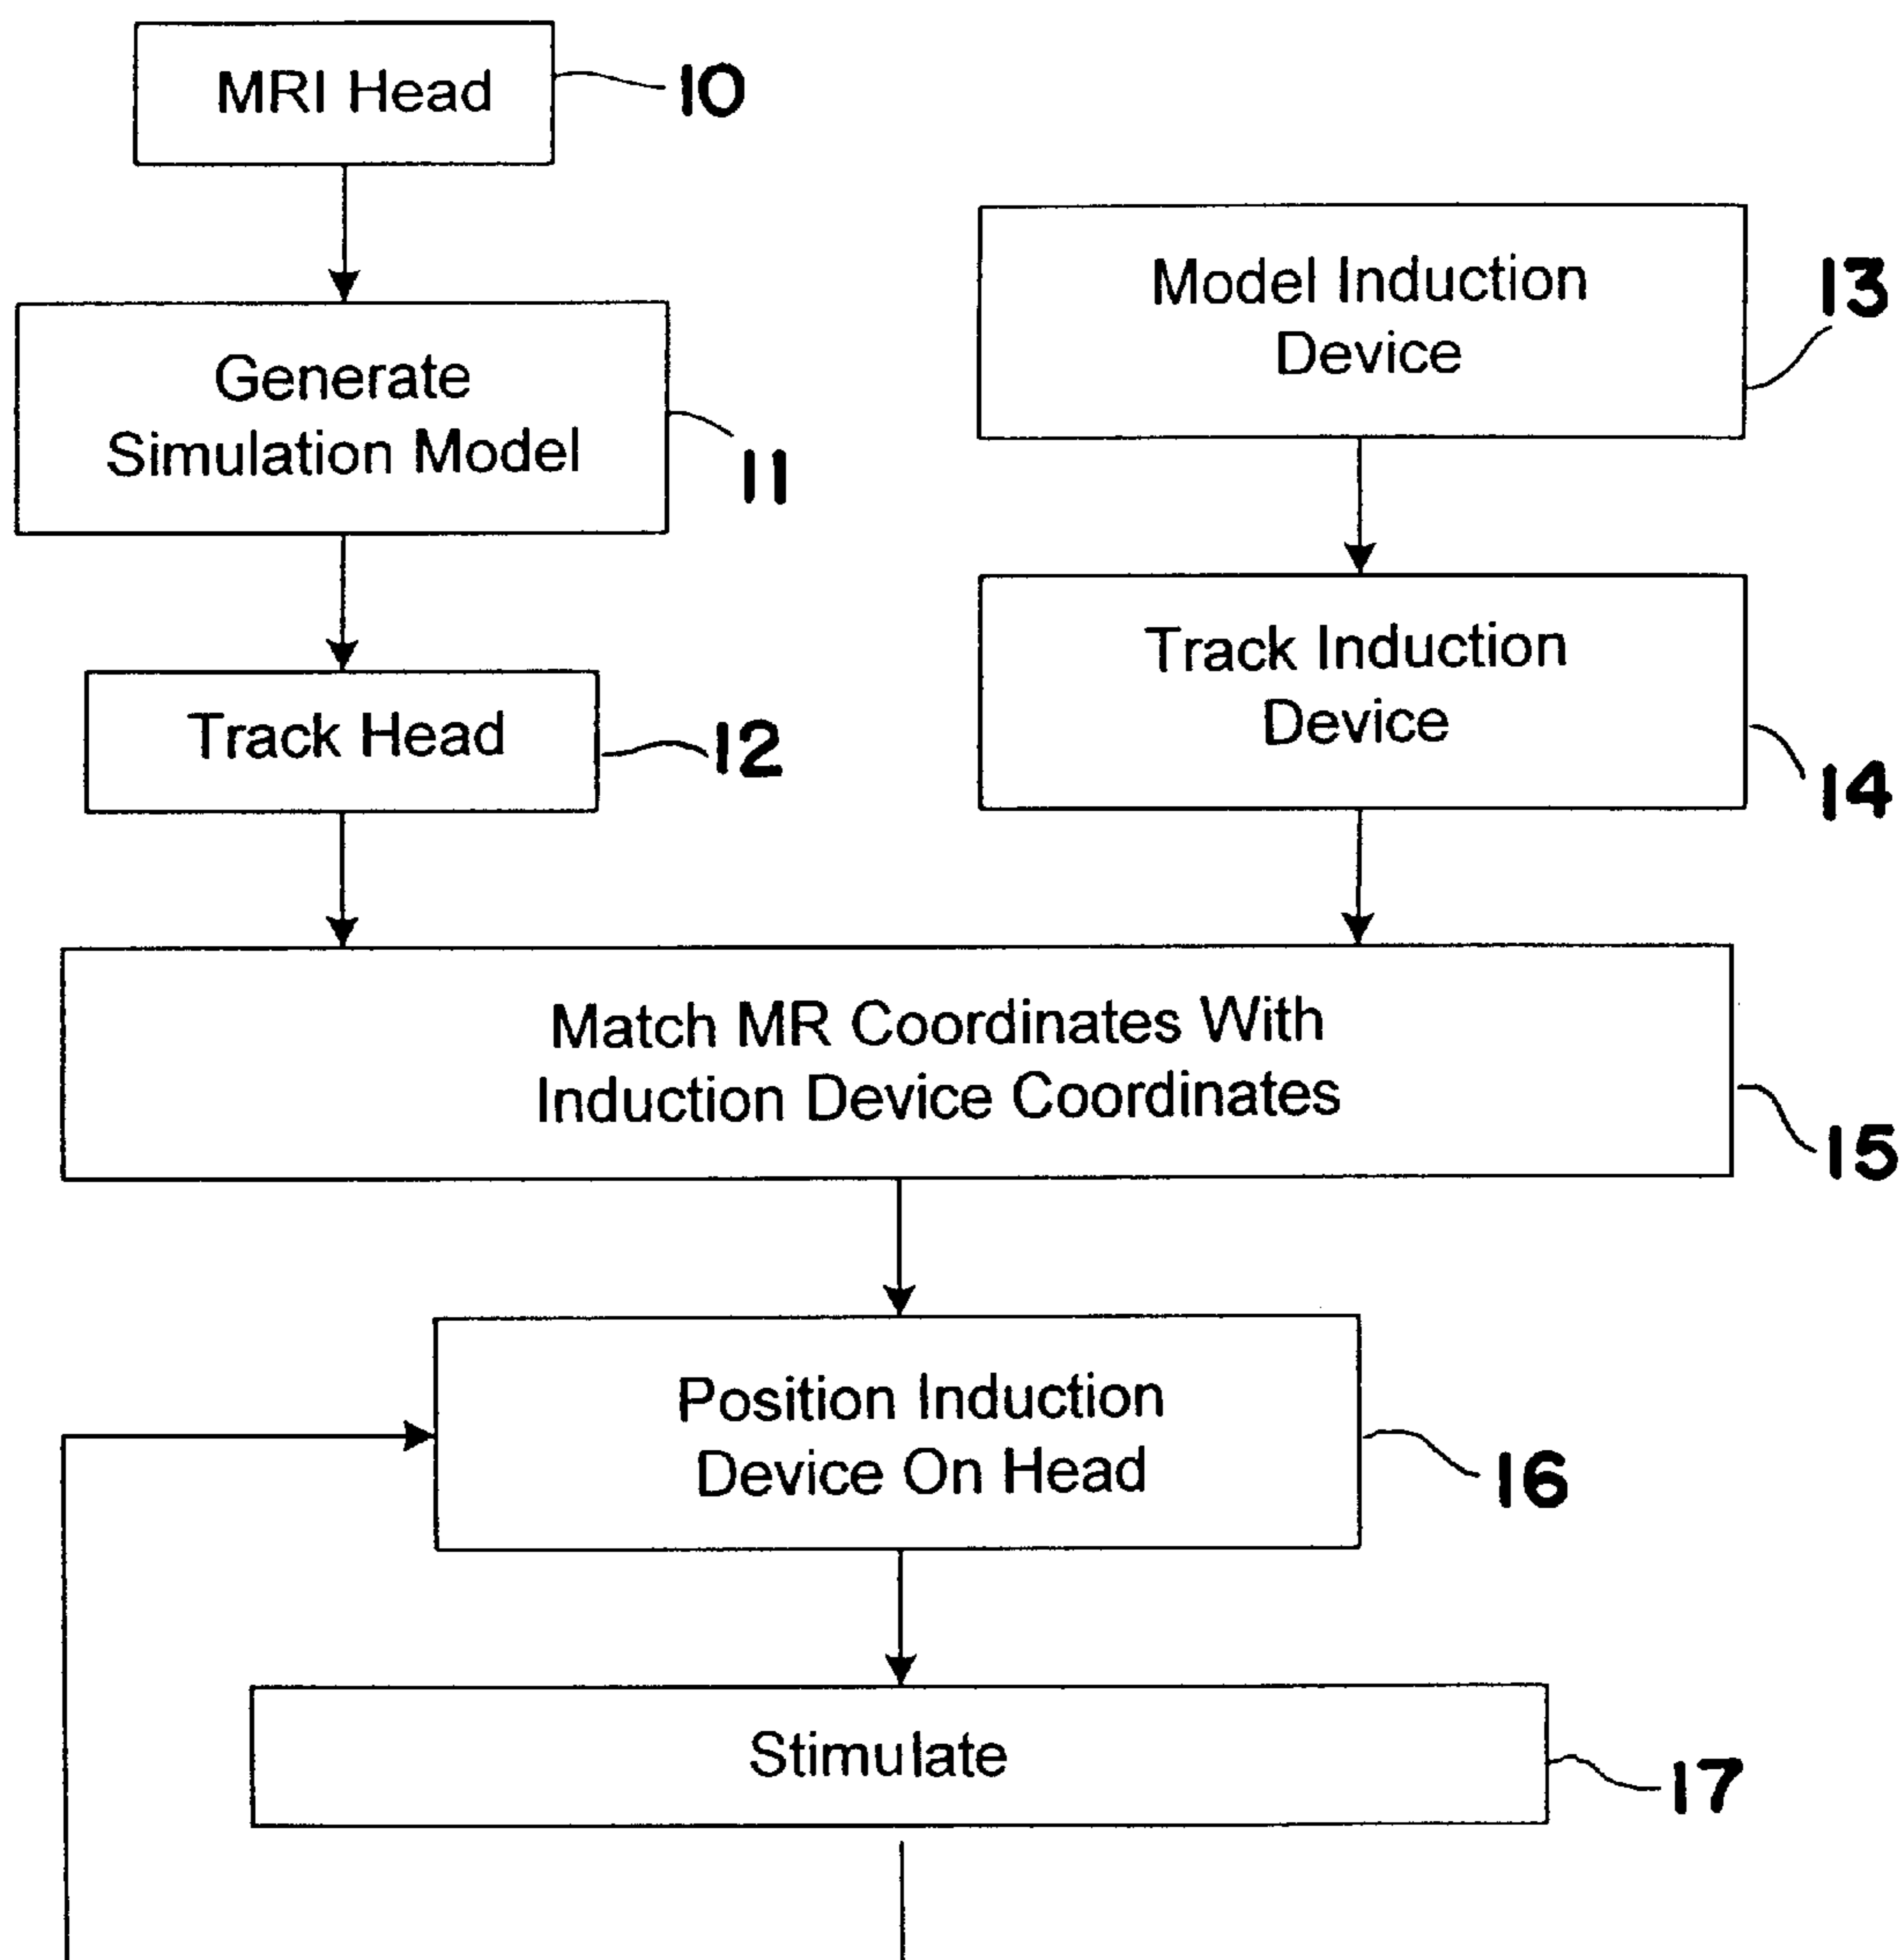 MRI Head
10
Generate
Simulation Model
11
Track Head
12
Model Induction
Device
13
Track Induction
Device
14
Match MR Coordinates With
Induction Device Coordinates
15
Position Induction
Device On Head
16
Stimulate
17